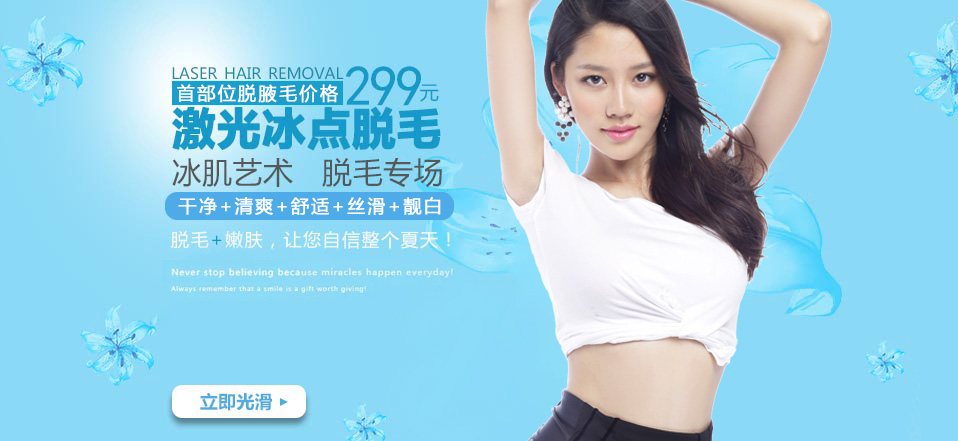 LASER HAIR REMOVAL
首部位脱腋毛价格299元
激光冰点脱毛
冰肌艺术 脱毛专场
干净+清爽+舒适+丝滑+靓白
脱毛+嫩肤，让您自信整个夏天！
Never stop believing because miracles happen everyday!
Always remember that a smile is a gift worth giving!
立即光滑